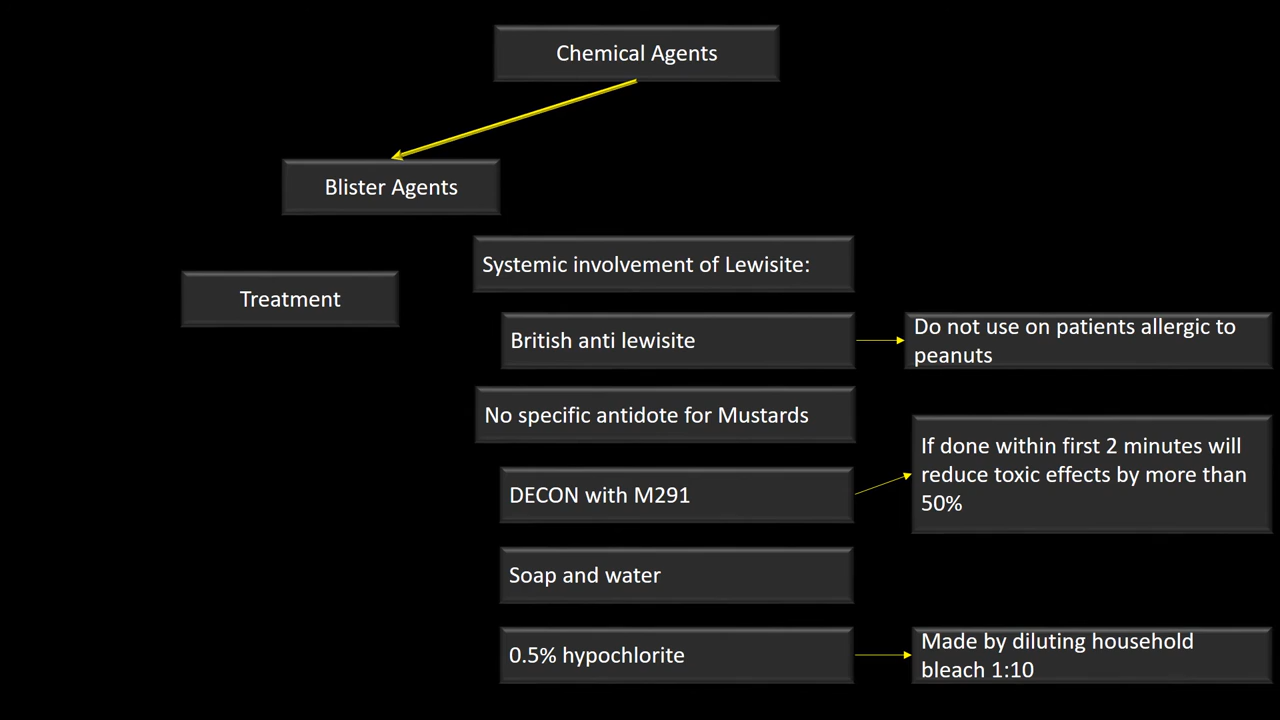 Chemical Agents
Blister Agents
Systemic involvement of Lewisite:
Treatment
British anti lewisite
Do not use on patients allergic to
peanuts
No specific antidote for Mustards
DECON with M291
If done within first 2 minutes will
reduce toxic effects by more than
50%
Soap and water
0.5% hypochlorite
Made by diluting household
bleach 1:10